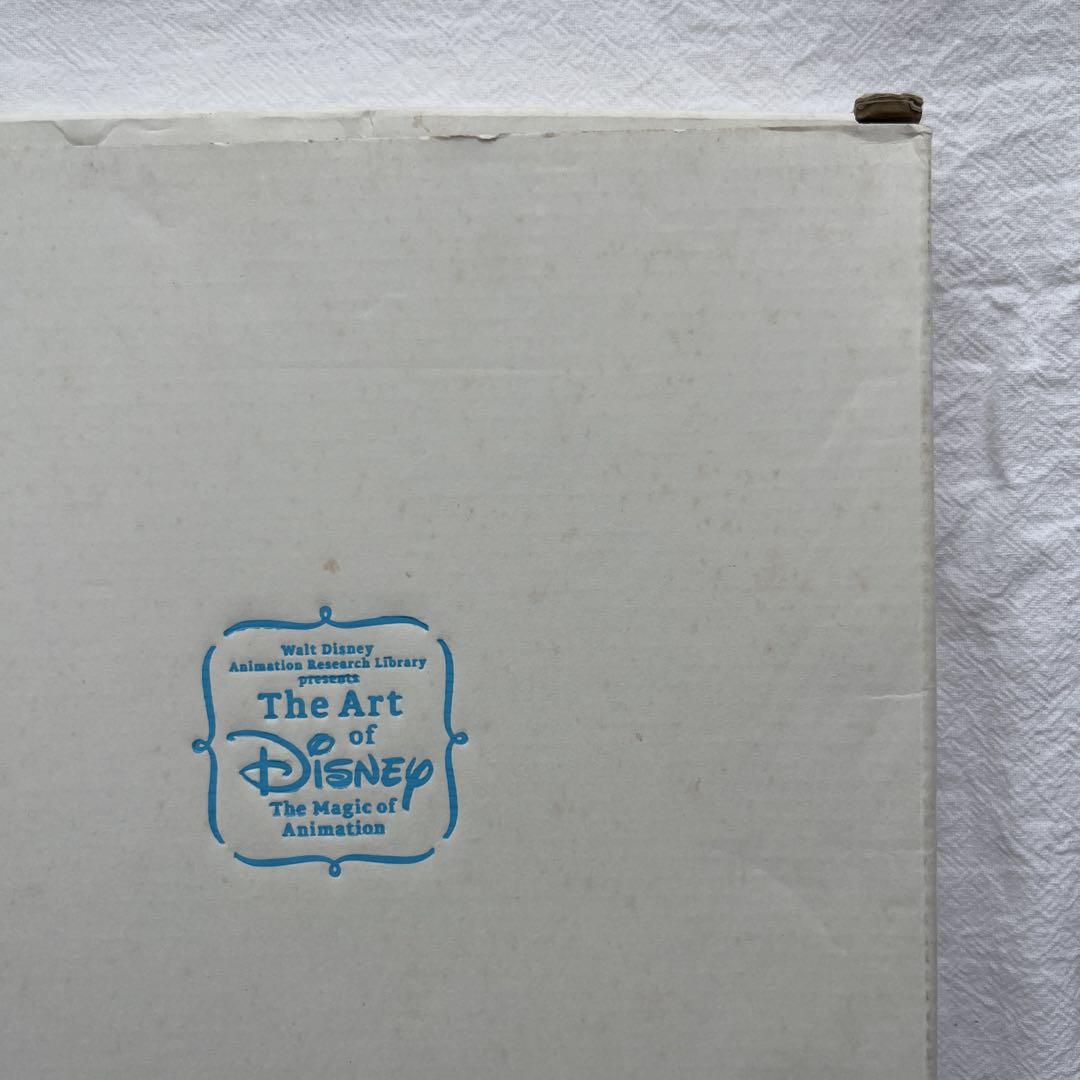 Walt Disney
Animation Research Library
presents
The Art
of
Disney
The Magic of
Animation